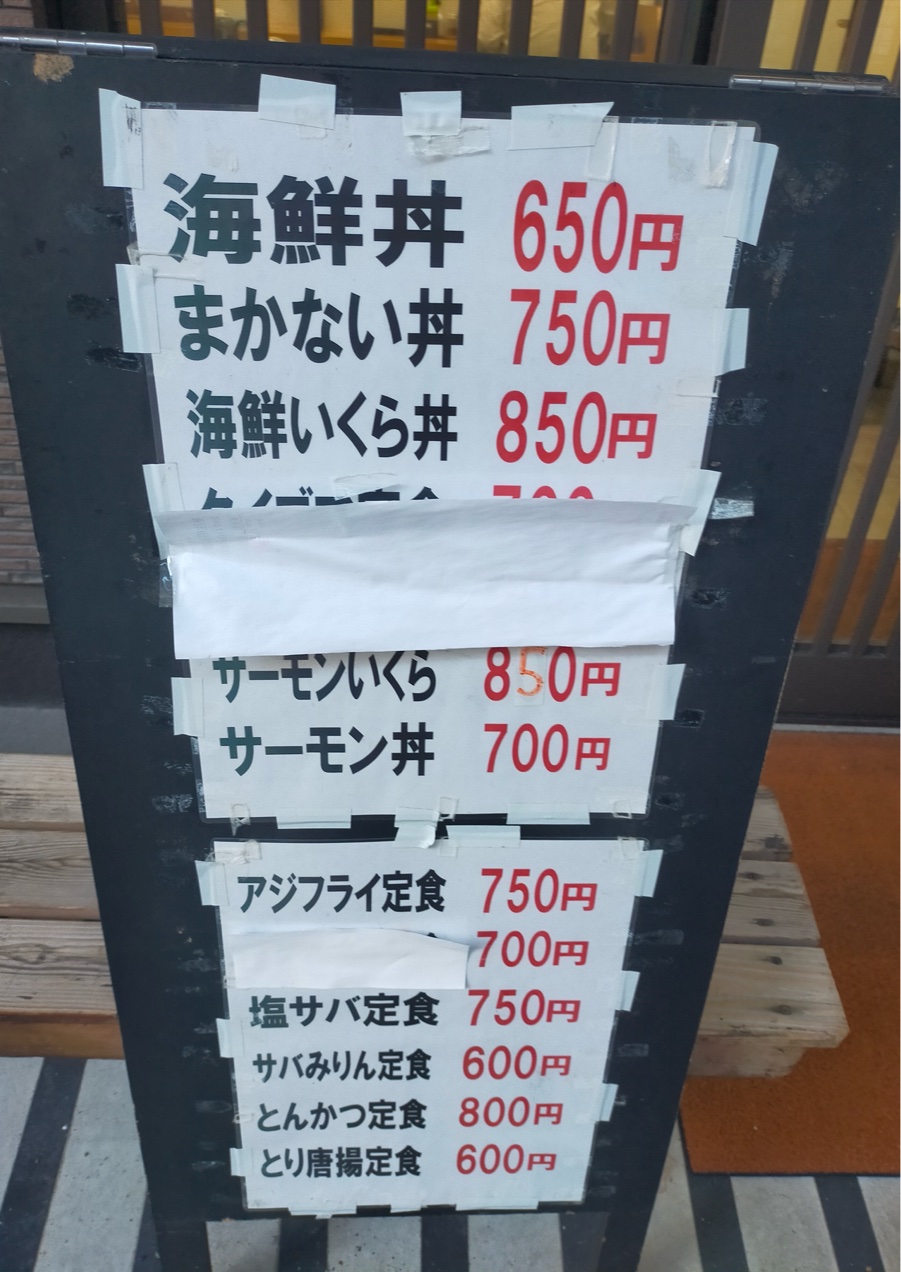 海鮮丼 650円
まかない丼 750円
海鮮いくら丼 850円
サーモンいくら 850円
サーモン丼 700円
アジフライ定食 750円
700円
塩サバ定食 750円
サバみりん定食 600円
とんかつ定食 800円
とり唐揚定食 600円